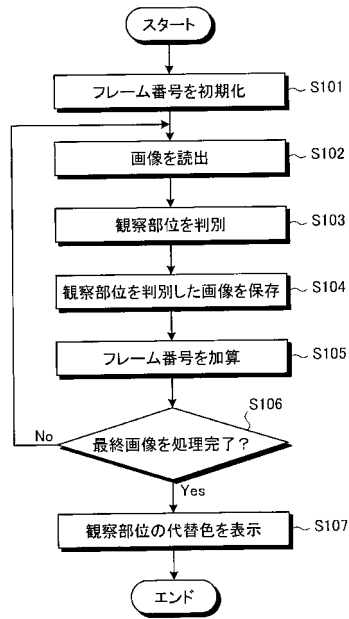 スタート
フレーム番号を初期化
S101
画像を読出
S102
観察部位を判別
S103
観察部位を判別した画像を保存
S104
フレーム番号を加算
S105
S106
最終画像を処理完了?
No
Yes
観察部位の代替色を表示
S107
エンド